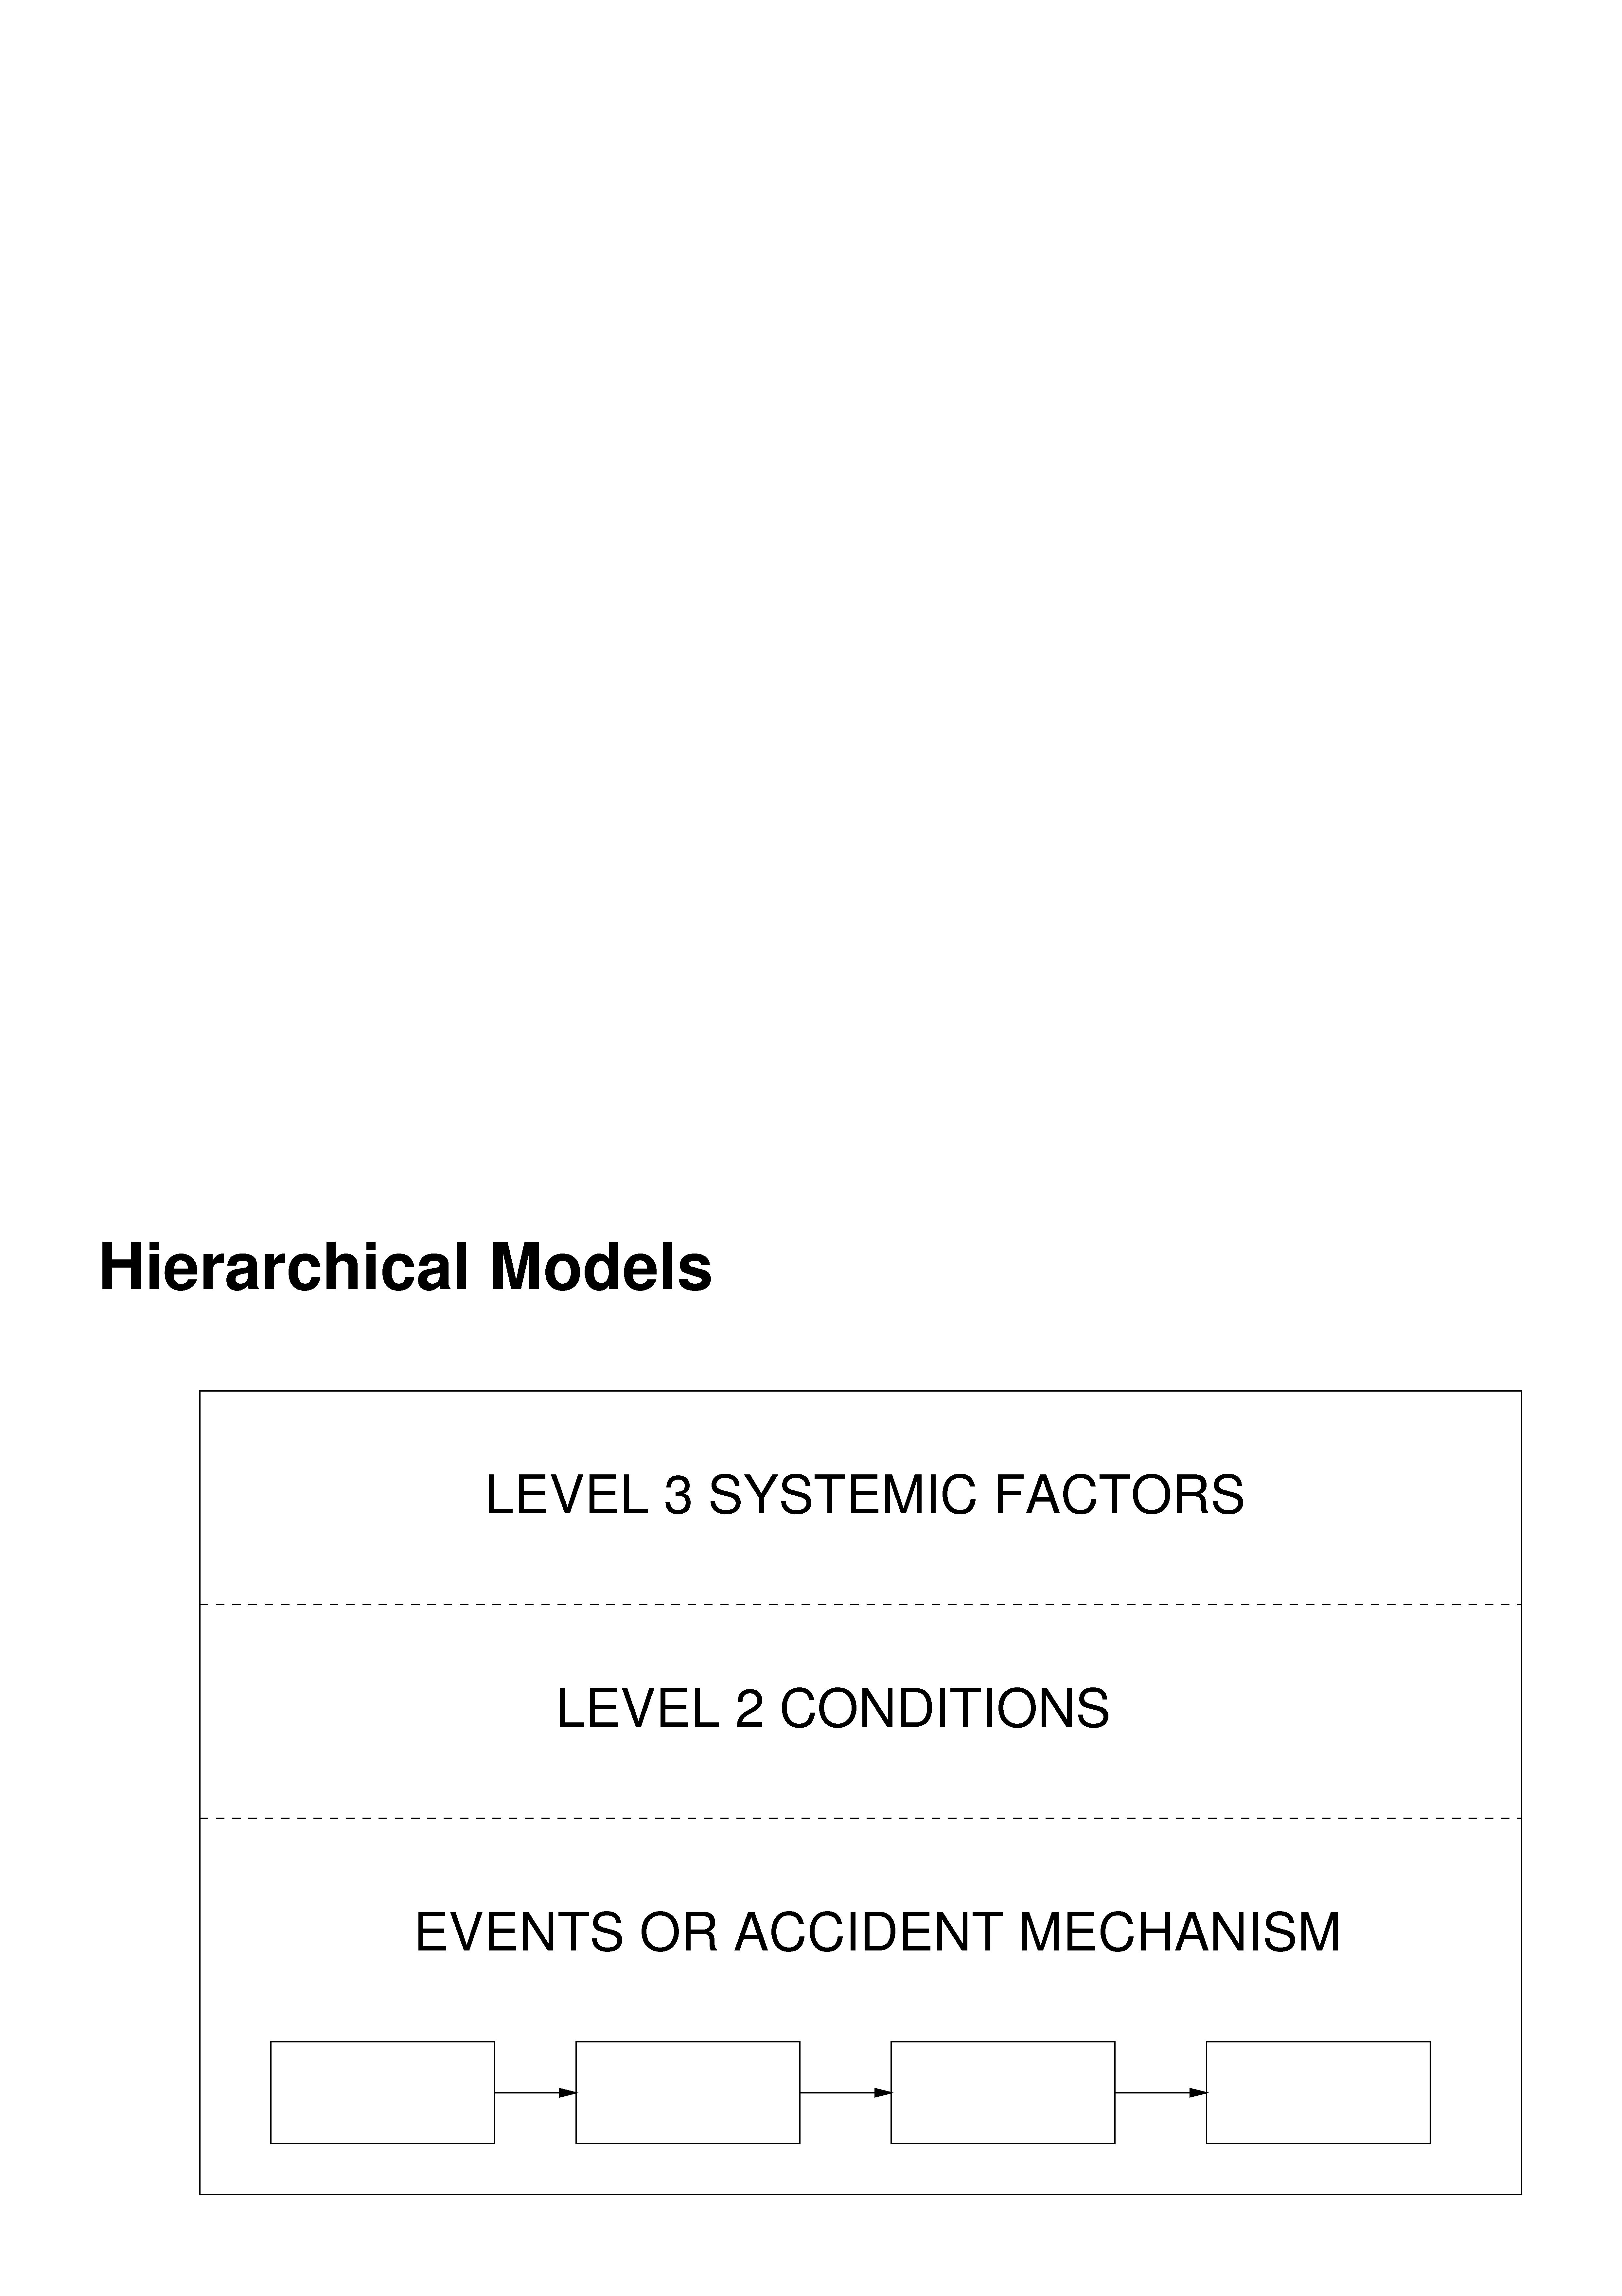 Hierarchical Models
LEVEL 3 SYSTEMIC FACTORS
LEVEL 2 CONDITIONS
EVENTS OR ACCIDENT MECHANISM